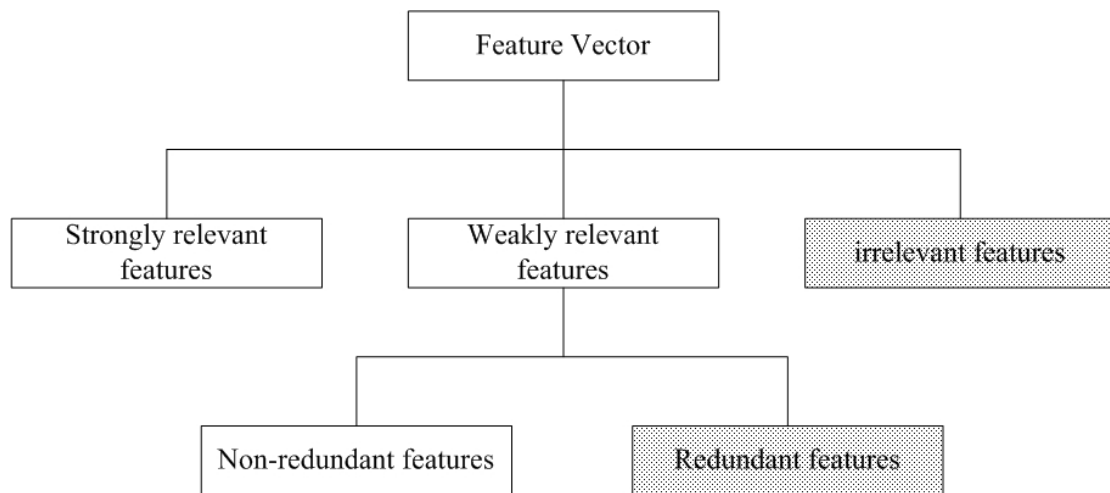 Feature Vector
Strongly relevant
features
Weakly relevant
features
irrelevant features
Non-redundant features
Redundant features